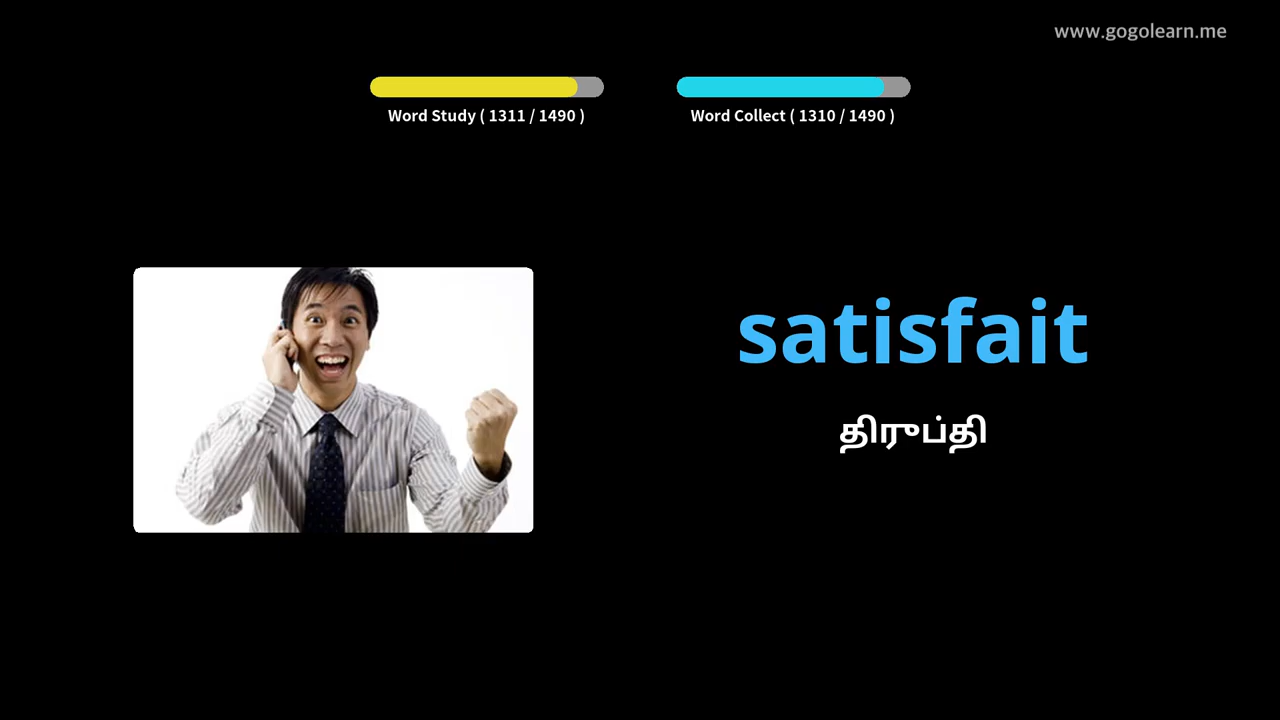 www.gogolearn.me
Word Study ( 1311 / 1490 )
Word Collect ( 1310 / 1490 )
satisfait
திருப்தி